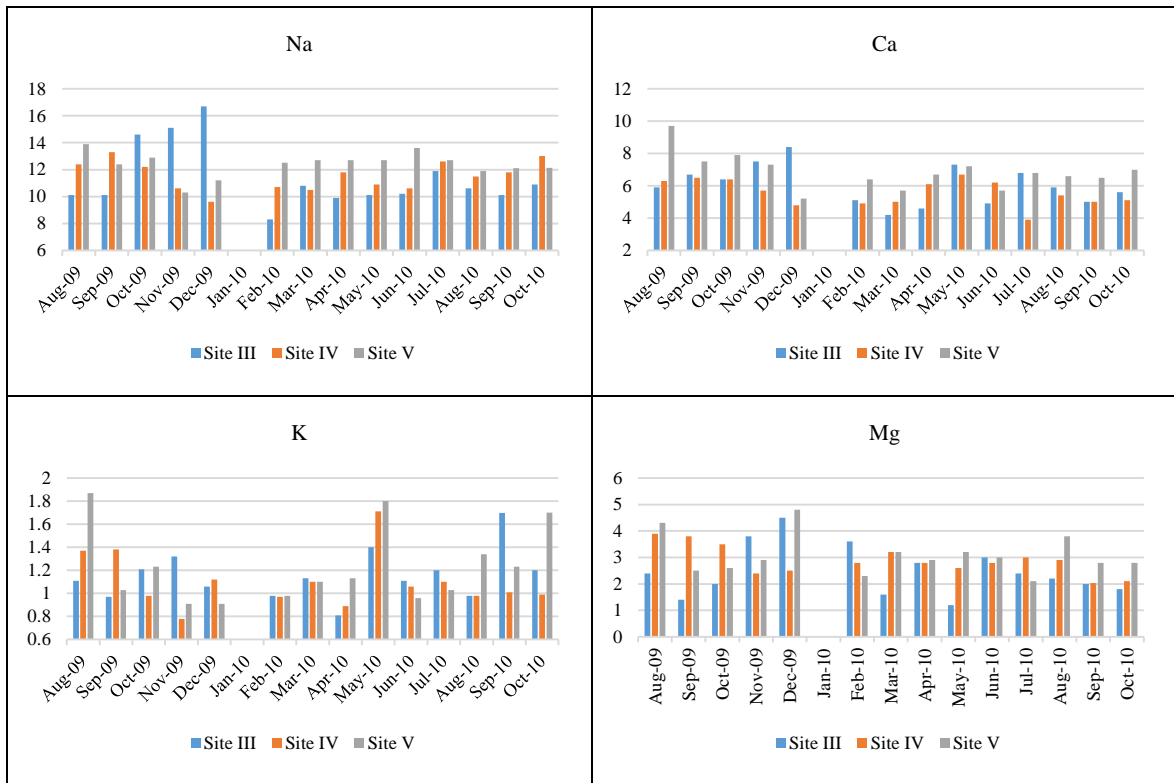 Na
18
16
14
12
10
8
6
Aug-09 Sep-09 Oct-09 Nov-09 Dec-09 Jan-10 Feb-10 Mar-10 Apr-10 May-10 Jun-10 Jul-10 Aug-10 Sep-10 Oct-10
Site III Site IV Site V
Ca
12
10
8
6
4
2
Aug-09 Sep-09 Oct-09 Nov-09 Dec-09 Jan-10 Feb-10 Mar-10 Apr-10 May-10 Jun-10 Jul-10 Aug-10 Sep-10 Oct-10
Site III Site IV Site V
K
2
1.8
1.6
1.4
1.2
1
0.8
0.6
Aug-09 Sep-09 Oct-09 Nov-09 Dec-09 Jan-10 Feb-10 Mar-10 Apr-10 May-10 Jun-10 Jul-10 Aug-10 Sep-10 Oct-10
Site III Site IV Site V
Mg
6
5
4
3
2
1
0
Aug-09 Sep-09 Oct-09 Nov-09 Dec-09 Jan-10 Feb-10 Mar-10 Apr-10 May-10 Jun-10 Jul-10 Aug-10 Sep-10 Oct-10
Site III Site IV Site V